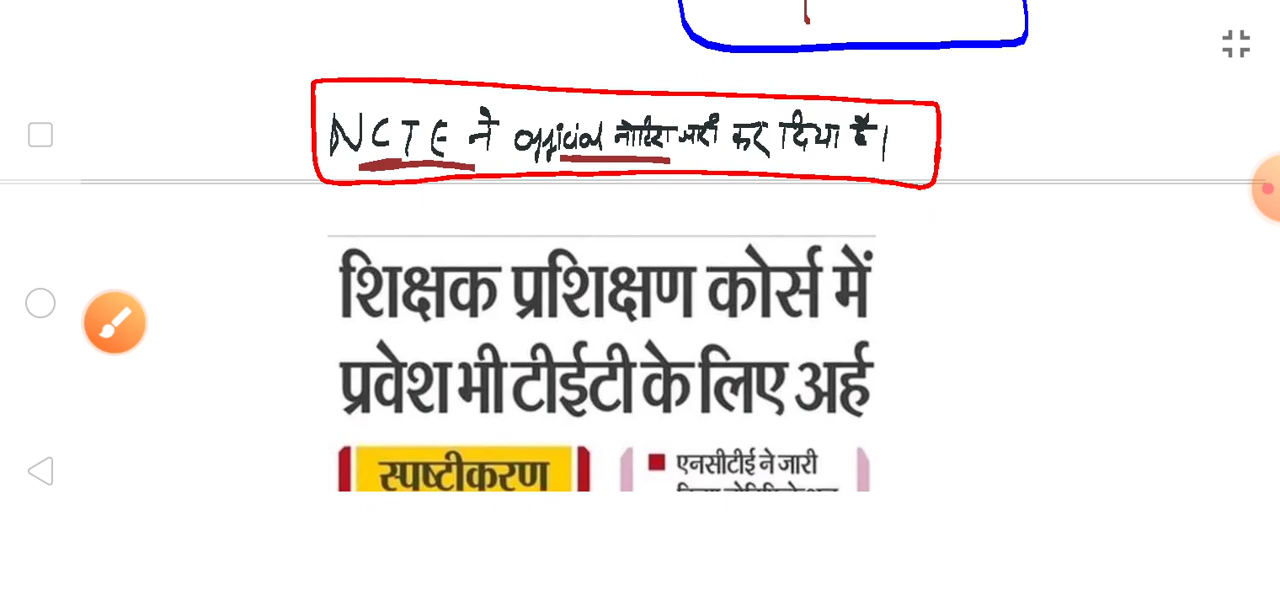 NCTE ने official नोटिस जारी कर दिया है।
शिक्षक प्रशिक्षण कोर्स में
प्रवेश भी टीईटी के लिए अर्ह
स्पष्टीकरण
एनसीटीई ने जारी